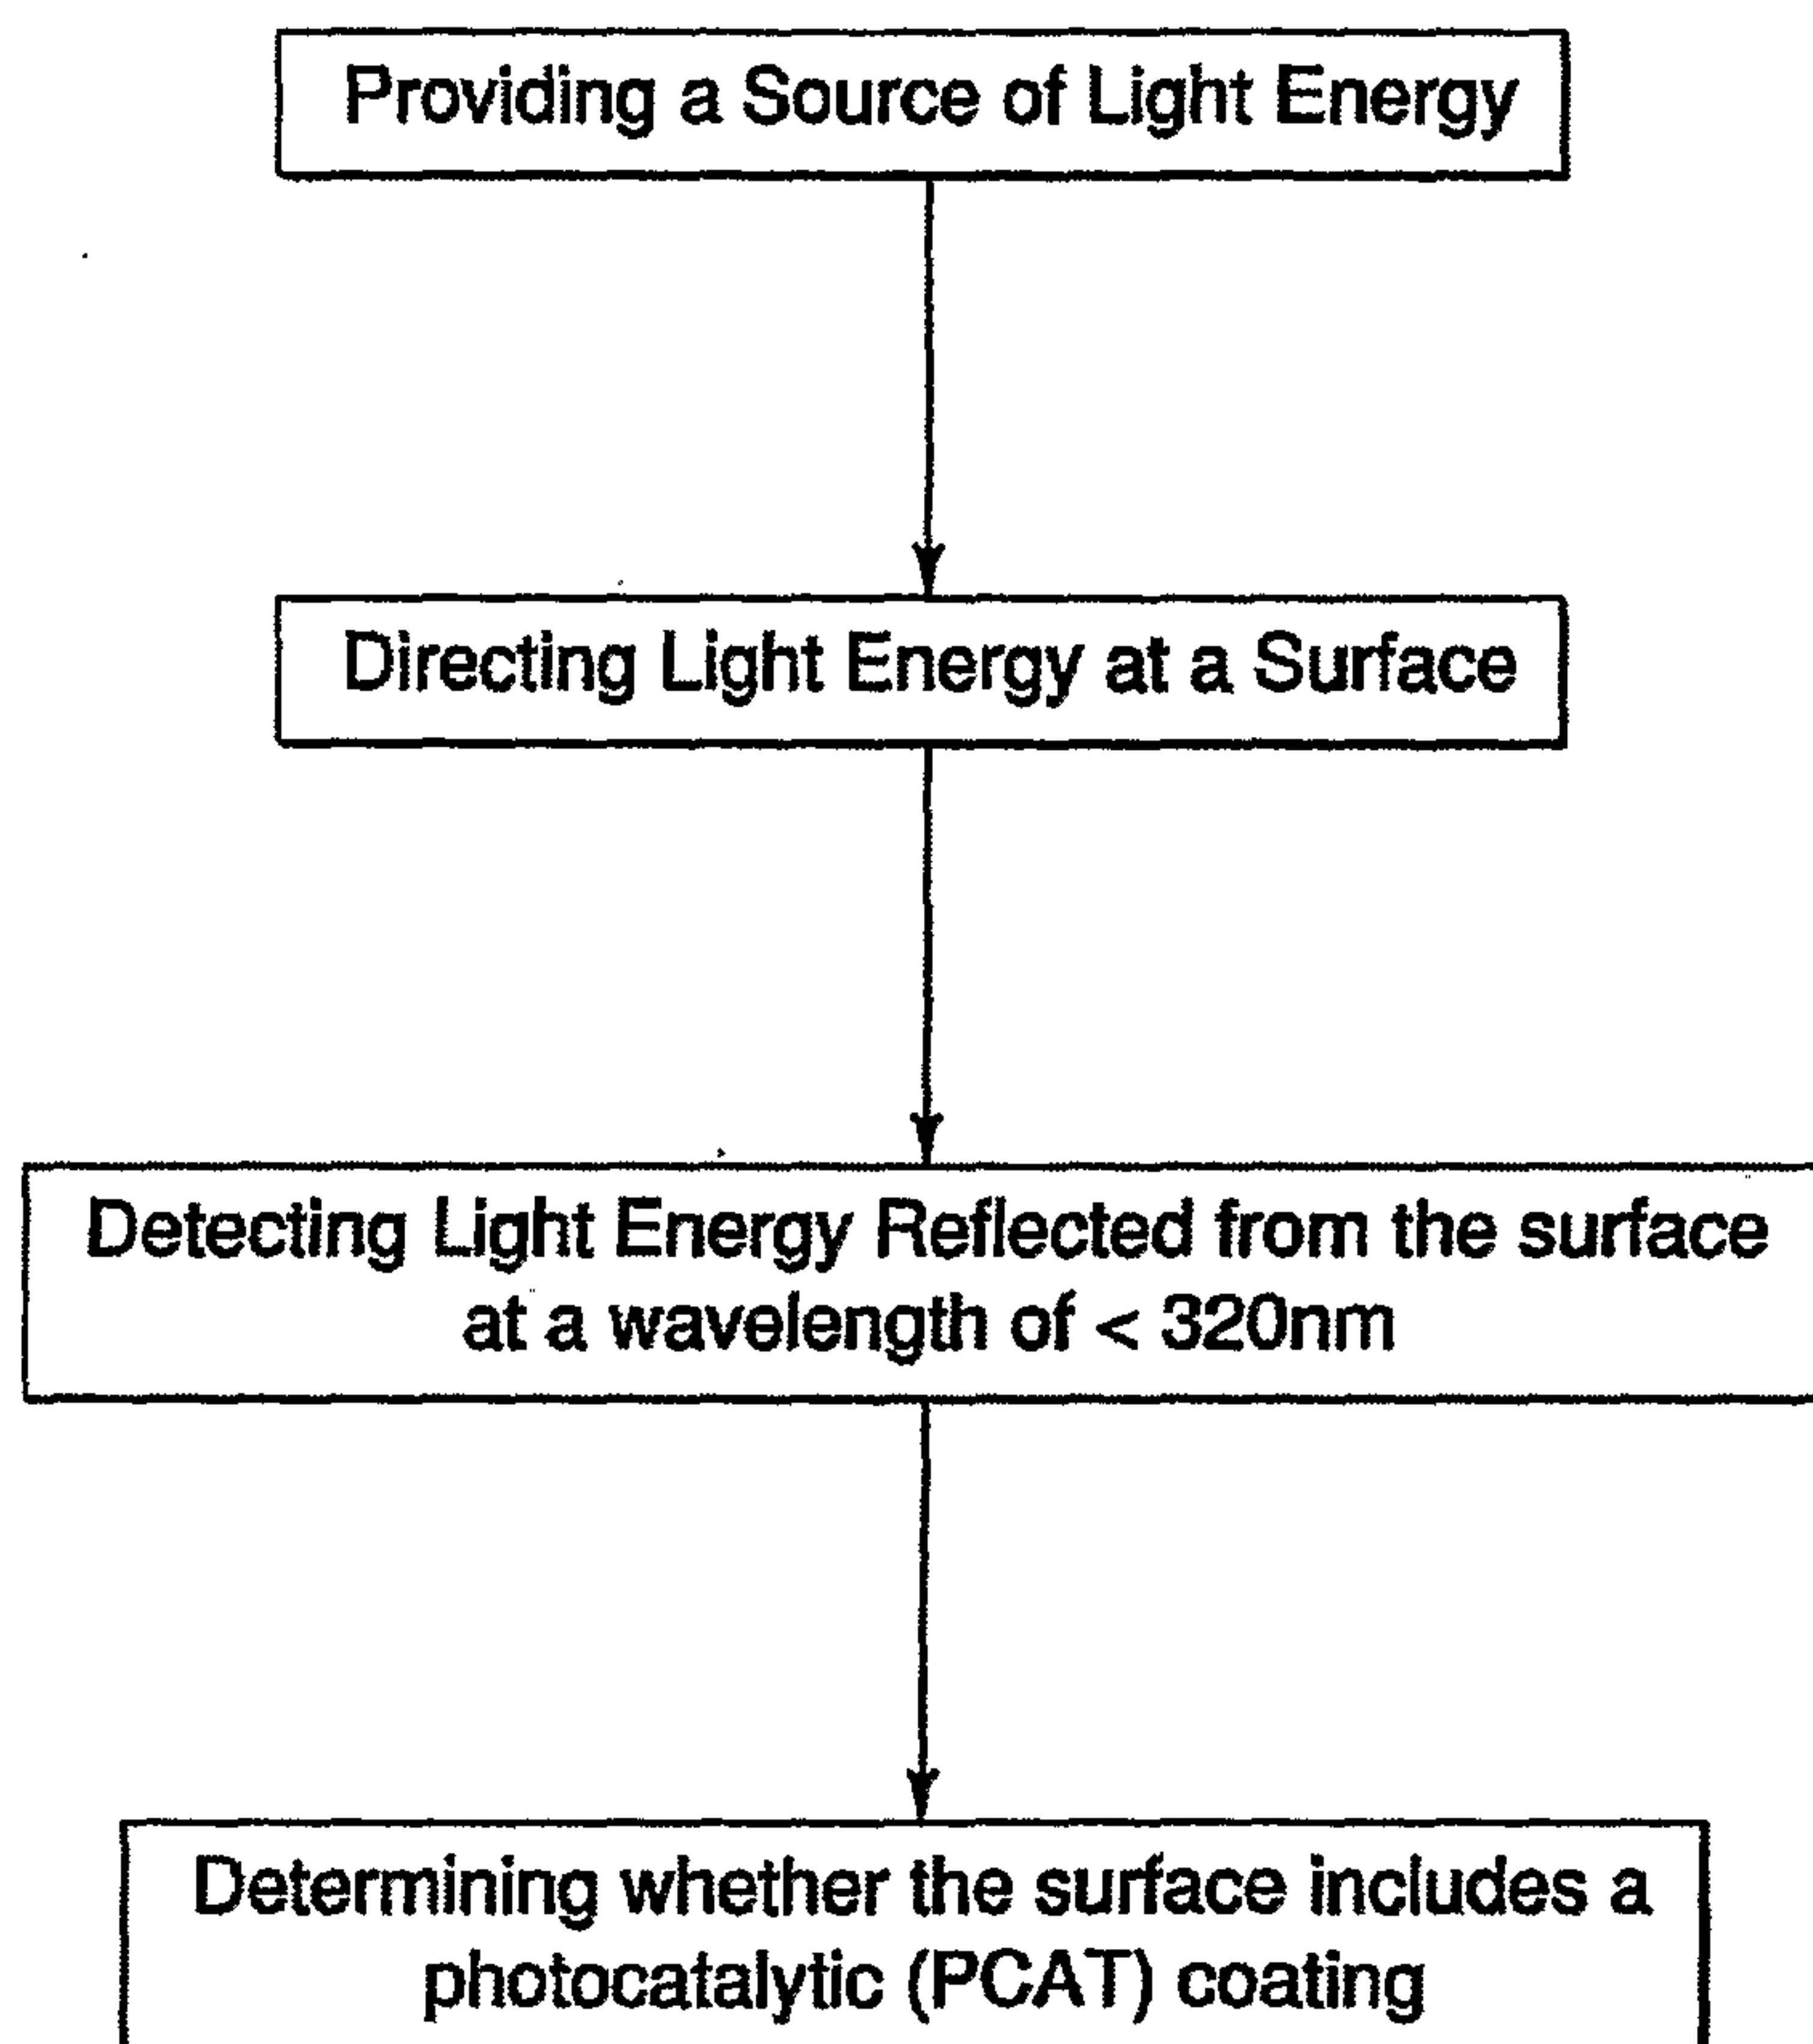 Providing a Source of Light Energy
Directing Light Energy at a Surface
Detecting Light Energy Reflected from the surface
at a wavelength of < 320nm
Determining whether the surface includes a
photocatalytic (PCAT) coating